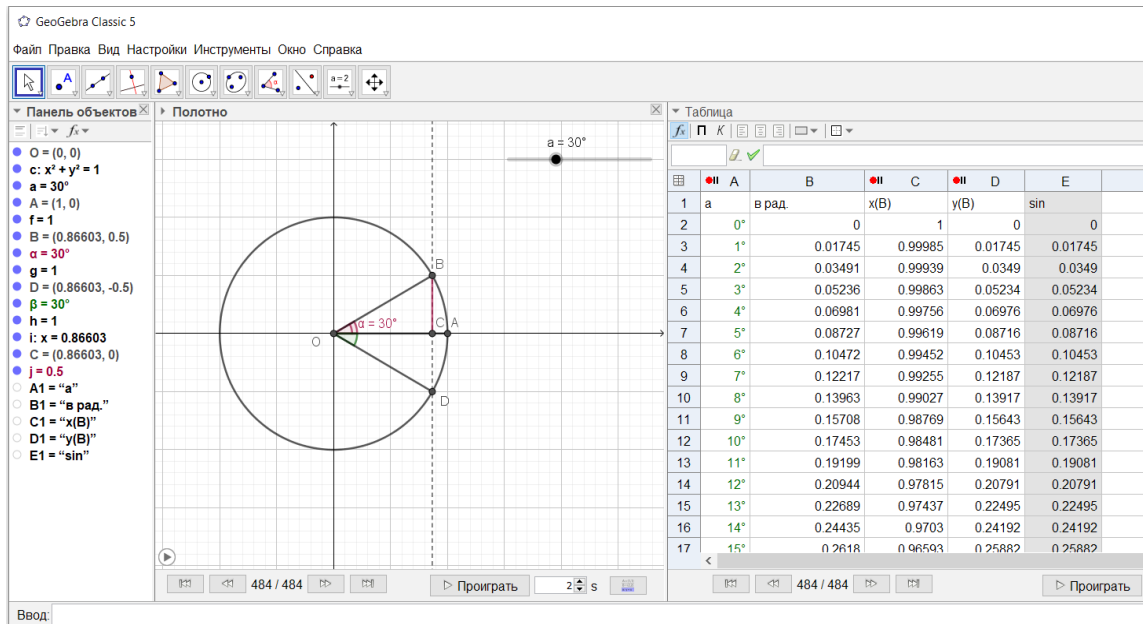 GeoGebra Classic 5
Файл Правка Вид Настройки Инструменты Окно Справка
A
α
a = 2
Панель объектов
O = (0, 0)
c: x² + y² = 1
a = 30°
A = (1, 0)
f = 1
B = (0.86603, 0.5)
α = 30°
g = 1
D = (0.86603, -0.5)
β = 30°
h = 1
i: x = 0.86603
C = (0.86603, 0)
j = 0.5
A1 = “a”
B1 = “в рад.”
C1 = “x(B)”
D1 = “y(B)”
E1 = “sin”
Полотно
a = 30°
B
α = 30°
C A
O
D
484 / 484 Проиграть 2 s
Таблица
fx П К
A B C D E
1 a в рад. x(B) y(B) sin
2 0° 0 1 0 0
3 1° 0.01745 0.99985 0.01745 0.01745
4 2° 0.03491 0.99939 0.0349 0.0349
5 3° 0.05236 0.99863 0.05234 0.05234
6 4° 0.06981 0.99756 0.06976 0.06976
7 5° 0.08727 0.99619 0.08716 0.08716
8 6° 0.10472 0.99452 0.10453 0.10453
9 7° 0.12217 0.99255 0.12187 0.12187
10 8° 0.13963 0.99027 0.13917 0.13917
11 9° 0.15708 0.98769 0.15643 0.15643
12 10° 0.17453 0.98481 0.17365 0.17365
13 11° 0.19199 0.98163 0.19081 0.19081
14 12° 0.20944 0.97815 0.20791 0.20791
15 13° 0.22689 0.97437 0.22495 0.22495
16 14° 0.24435 0.9703 0.24192 0.24192
17 15° 0.2618 0.96593 0.25882 0.25882
484 / 484 Проиграть
Ввод: